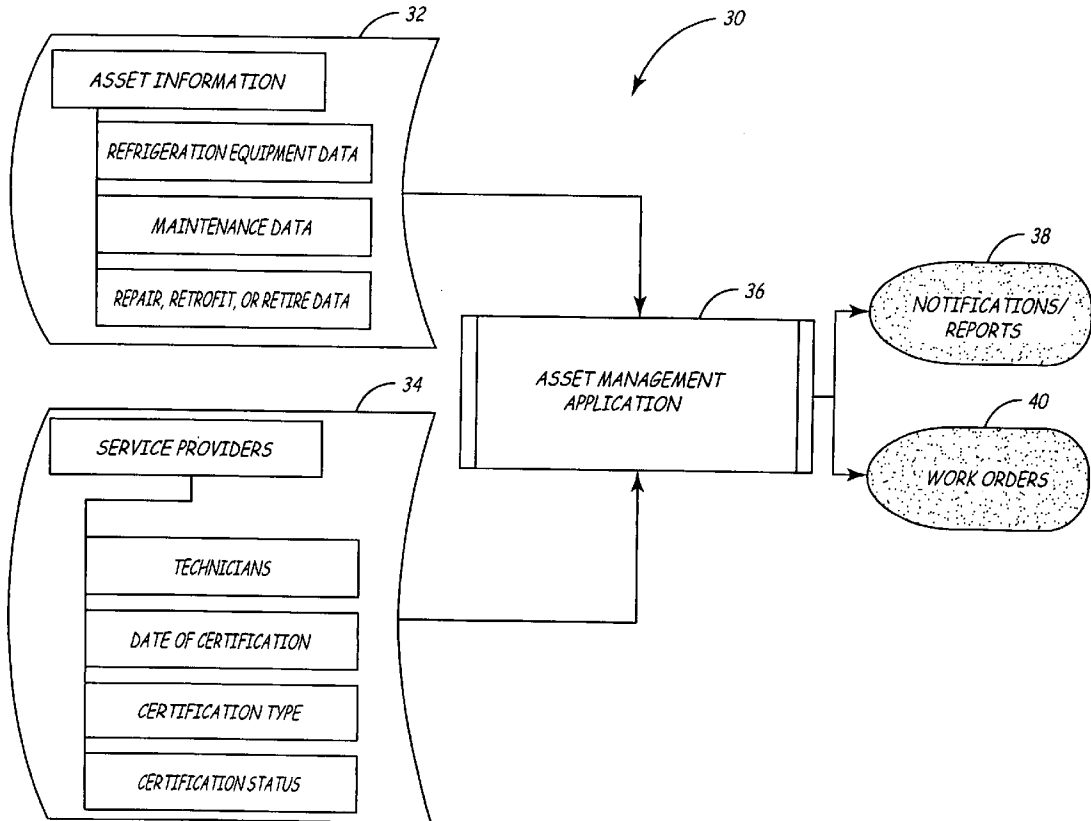 32
30
ASSET INFORMATION
REFRIGERATION EQUIPMENT DATA
MAINTENANCE DATA
REPAIR, RETROFIT, OR RETIRE DATA
36
ASSET MANAGEMENT
APPLICATION
38
NOTIFICATIONS/
REPORTS
40
WORK ORDERS
34
SERVICE PROVIDERS
TECHNICIANS
DATE OF CERTIFICATION
CERTIFICATION TYPE
CERTIFICATION STATUS